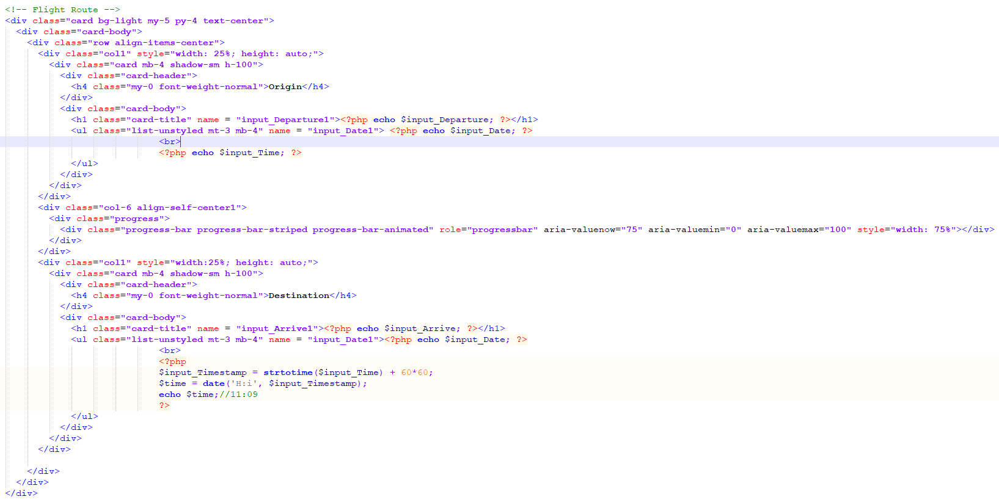 <!-- Flight Route -->
<div class="card bg-light my-5 py-4 text-center">
<div class="card-body">
<div class="row align-items-center">
<div class="col1" style="width: 25%; height: auto;">
<div class="card mb-4 shadow-sm h-100">
<div class="card-header">
<h4 class="my-0 font-weight-normal">Origin</h4>
</div>
<div class="card-body">
<h1 class="card-title" name = "input_Departure1"><?php echo $input_Departure; ?></h1>
<ul class="list-unstyled mt-3 mb-4" name = "input_Date1"> <?php echo $input_Date; ?>
<br>
<?php echo $input_Time; ?>
</ul>
</div>
</div>
</div>
<div class="col-6 align-self-center1">
<div class="progress">
<div class="progress-bar progress-bar-striped progress-bar-animated" role="progressbar" aria-valuenow="75" aria-valuemin="0" aria-valuemax="100" style="width: 75%"></div>
</div>
</div>
<div class="col1" style="width:25%; height: auto;">
<div class="card mb-4 shadow-sm h-100">
<div class="card-header">
<h4 class="my-0 font-weight-normal">Destination</h4>
</div>
<div class="card-body">
<h1 class="card-title" name = "input_Arrive1"><?php echo $input_Arrive; ?></h1>
<ul class="list-unstyled mt-3 mb-4" name = "input_Date1"><?php echo $input_Date; ?>
<br>
<?php
$input_Timestamp = strtotime($input_Time) + 60*60;
$time = date('H:i', $input_Timestamp);
echo $time;//11:09
?>
</ul>
</div>
</div>
</div>
</div>
</div>
</div>